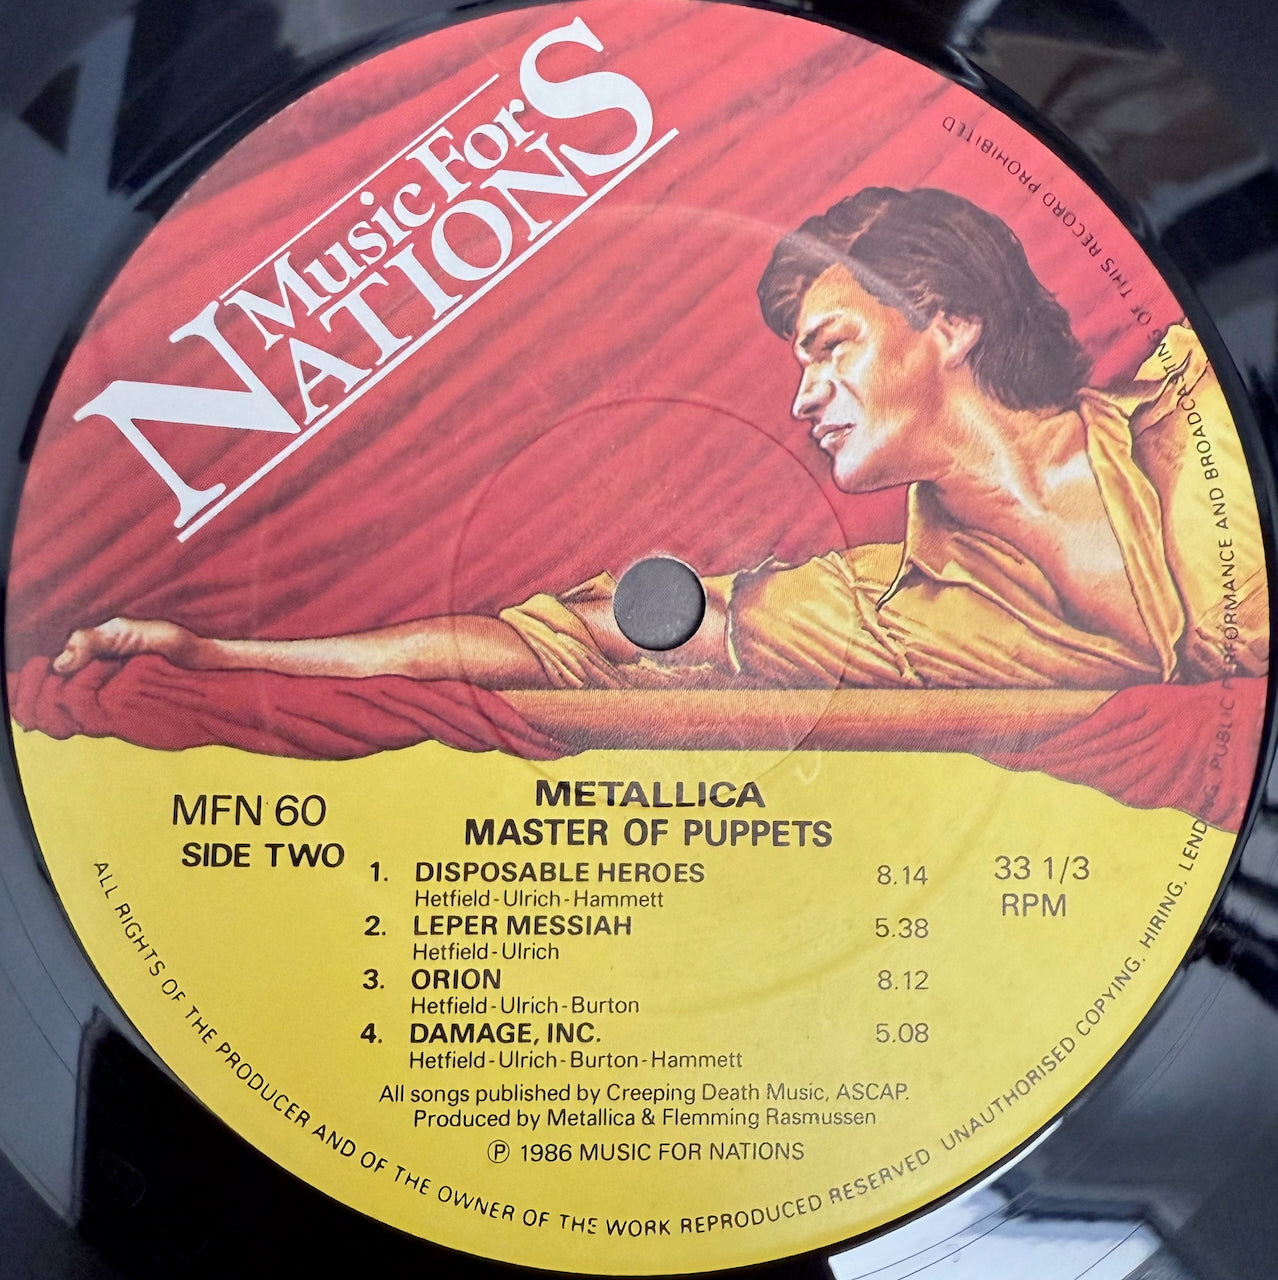 Music For
NATIONS
MFN 60
SIDE TWO
METALLICA
MASTER OF PUPPETS
33 1/3
RPM
1. DISPOSABLE HEROES 8.14
Hetfield-Ulrich-Hammett
2. LEPER MESSIAH 5.38
Hetfield-Ulrich
3. ORION 8.12
Hetfield-Ulrich-Burton
4. DAMAGE, INC. 5.08
Hetfield-Ulrich-Burton-Hammett
All songs published by Creeping Death Music, ASCAP.
Produced by Metallica & Flemming Rasmussen
Ⓟ 1986 MUSIC FOR NATIONS
ALL RIGHTS OF THE PRODUCER AND OF THE OWNER OF THE WORK REPRODUCED RESERVED UNAUTHORISED COPYING. HIRING. LENDING. PUBLIC PERFORMANCE AND BROADCASTING OF THIS RECORD PROHIBITED